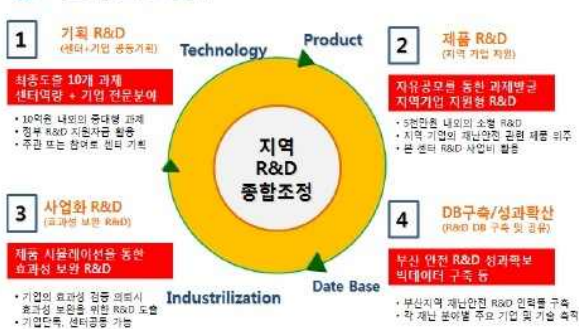 1
기획 R&D
(센터+기업 공동기획)
최종도출 10개 과제
센터역량 + 기업 전문분야
• 10억원 내외의 중대형 과제
• 정부 R&D 지원자금 활용
• 주관 또는 참여로 센터 기획
Technology
Product
2
제품 R&D
(지역 기업 지원)
자유공모를 통한 과제발굴
지역기업 지원형 R&D
• 5천만원 내외의 소형 R&D
• 지역 기업의 재난안전 관련 제품 위주
• 본 센터 R&D 사업비 활용
지역
R&D
종합조정
3
사업화 R&D
(효과성 보완 R&D)
제품 시뮬레이션을 통한
효과성 보완 R&D
• 기업의 효과성 검증 의뢰시
효과성 보완을 위한 R&D 도출
• 기업단독, 센터공동 가능
Industrilization
Date Base
4
DB구축/성과확산
(R&D DB 구축 및 공유)
부산 안전 R&D 성과확보
빅데이터 구축 등
• 부산지역 재난안전 R&D 인력풀 구축
• 각 재난 분야별 주요 기업 및 기술 축적